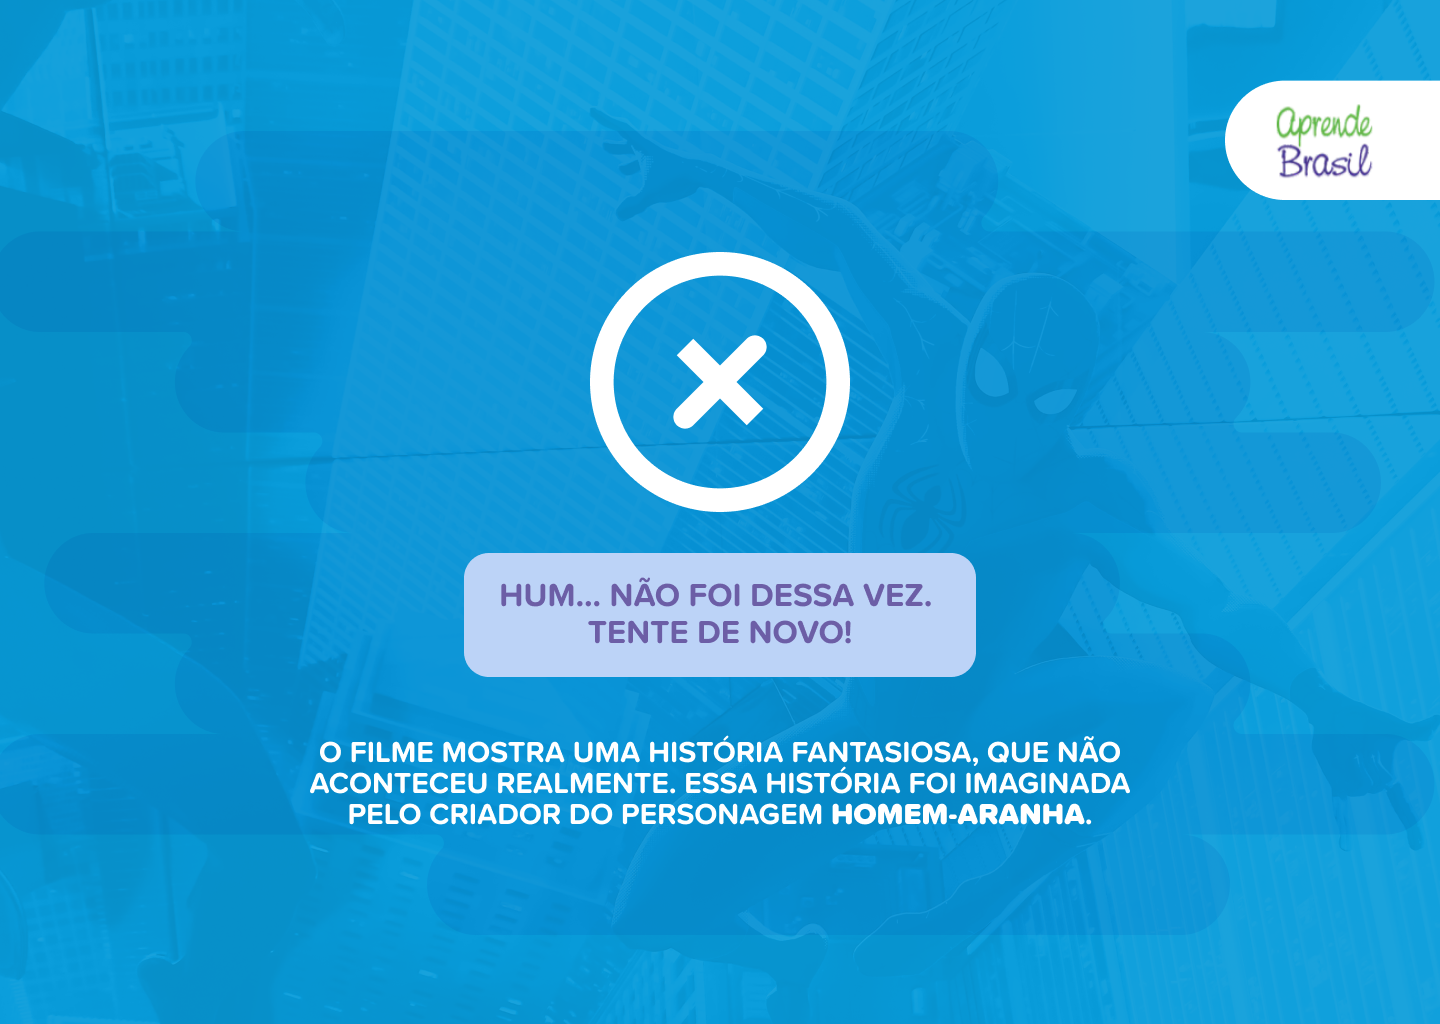 aprende
Brasil
HUM... NÃO FOI DESSA VEZ.
TENTE DE NOVO!
O FILME MOSTRA UMA HISTÓRIA FANTASIOSA, QUE NÃO
ACONTECEU REALMENTE. ESSA HISTÓRIA FOI IMAGINADA
PELO CRIADOR DO PERSONAGEM HOMEM-ARANHA.